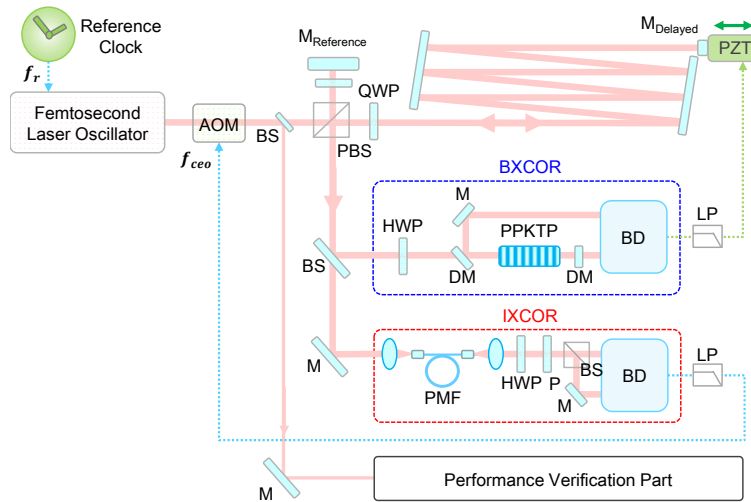 Reference
Clock
f_r
Femtosecond
Laser Oscillator
AOM
f_ceo
BS
M_Reference
QWP
PBS
M_Delayed
PZT
BXCOR
M
HWP
PPKTP
BD
LP
BS
DM
DM
IXCOR
M
PMF
HWP
P
BS
M
BD
LP
M
Performance Verification Part